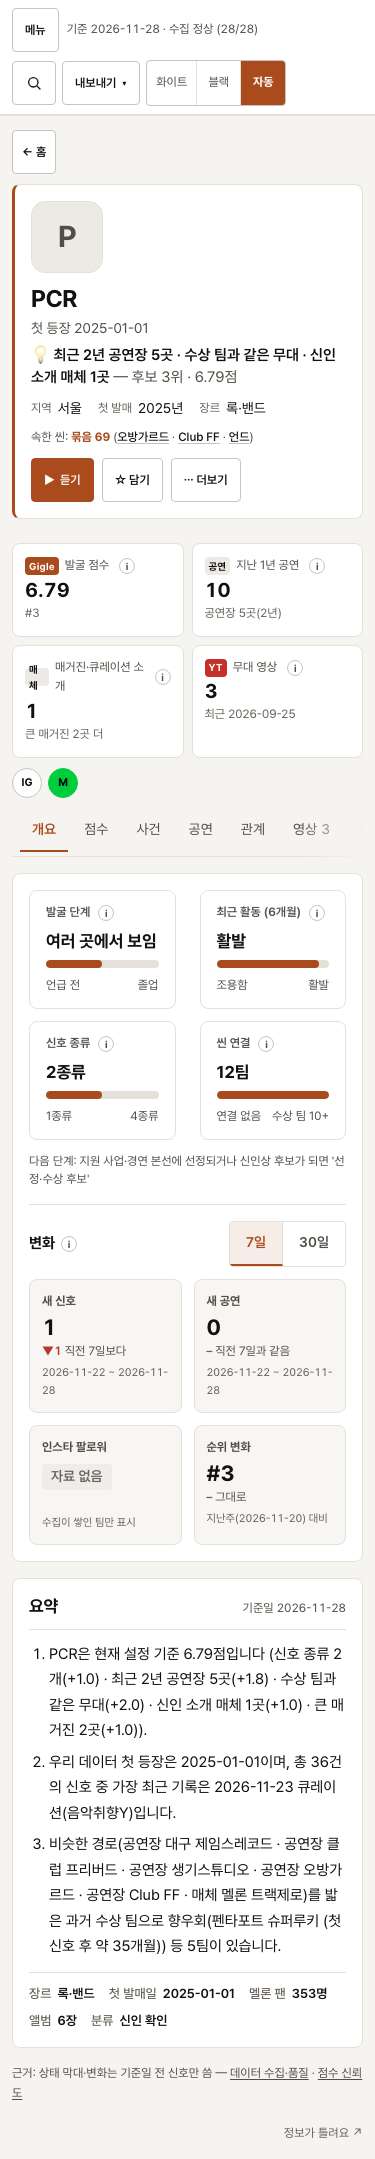 메뉴
기준 2026-11-28 · 수집 정상 (28/28)
내보내기 ▾
화이트 블랙 자동
← 홈
P
PCR
첫 등장 2025-01-01
💡 최근 2년 공연장 5곳 · 수상 팀과 같은 무대 · 신인
소개 매체 1곳 — 후보 3위 · 6.79점
지역 서울 첫 발매 2025년 장르 록·밴드
속한 씬: 묶음 69 (오방가르드 · Club FF · 언드)
▶ 듣기 ☆ 담기 ··· 더보기
Gigle 발굴 점수 i
6.79
#3
공연 지난 1년 공연 i
10
공연장 5곳(2년)
매체 매거진·큐레이션 소개 i
1
큰 매거진 2곳 더
YT 무대 영상 i
3
최근 2026-09-25
IG M
개요 점수 사건 공연 관계 영상 3
발굴 단계 i
여러 곳에서 보임
언급 전 졸업
최근 활동 (6개월) i
활발
조용함 활발
신호 종류 i
2종류
1종류 4종류
씬 연결 i
12팀
연결 없음 수상 팀 10+
다음 단계: 지원 사업·경연 본선에 선정되거나 신인상 후보가 되면 '선
정·수상 후보'
변화 i
7일 30일
새 신호
1
▼1 직전 7일보다
2026-11-22 ~ 2026-11-
28
새 공연
0
– 직전 7일과 같음
2026-11-22 ~ 2026-11-
28
인스타 팔로워
자료 없음
수집이 쌓인 팀만 표시
순위 변화
#3
– 그대로
지난주(2026-11-20) 대비
요약
기준일 2026-11-28
1. PCR은 현재 설정 기준 6.79점입니다 (신호 종류 2
개(+1.0) · 최근 2년 공연장 5곳(+1.8) · 수상 팀과
같은 무대(+2.0) · 신인 소개 매체 1곳(+1.0) · 큰 매
거진 2곳(+1.0)).
2. 우리 데이터 첫 등장은 2025-01-01이며, 총 36건
의 신호 중 가장 최근 기록은 2026-11-23 큐레이
션(음악취향Y)입니다.
3. 비슷한 경로(공연장 대구 제임스레코드 · 공연장 클
럽 프리버드 · 공연장 생기스튜디오 · 공연장 오방가
르드 · 공연장 Club FF · 매체 멜론 트랙제로)를 밟
은 과거 수상 팀으로 향우회(펜타포트 슈퍼루키 (첫
신호 후 약 35개월)) 등 5팀이 있습니다.
장르 록·밴드 첫 발매일 2025-01-01 멜론 팬 353명
앨범 6장 분류 신인 확인
근거: 상태 막대·변화는 기준일 전 신호만 씀 — 데이터 수집·품질 · 점수 신뢰
도
정보가 틀려요 ↗